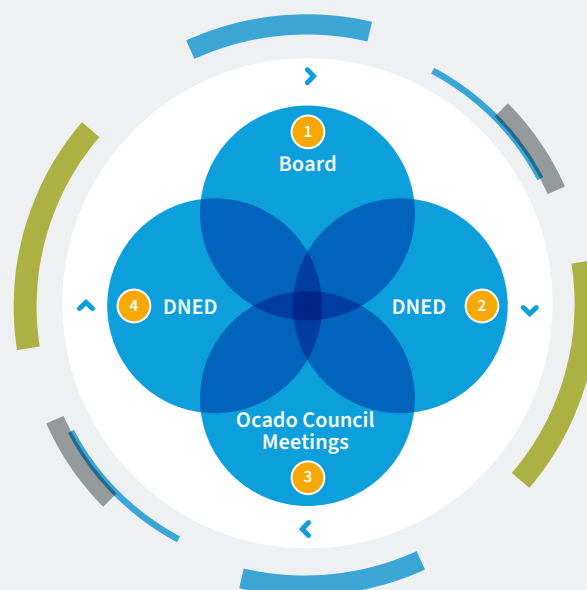 1
Board
4
DNED
DNED
2
Ocado Council
Meetings
3